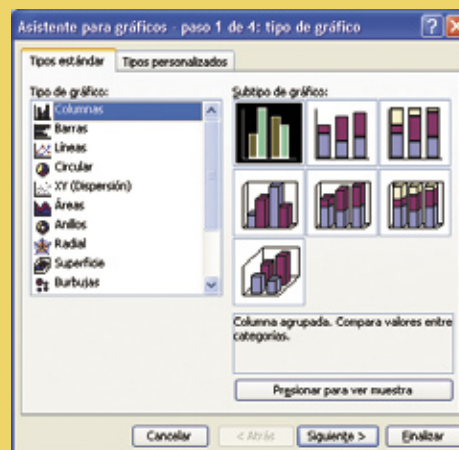 Asistente para gráficos - paso 1 de 4: tipo de gráfico
Tipos estándar
Tipos personalizados
Tipo de gráfico:
Columnas
Barras
Líneas
Circular
XY (Dispersión)
Áreas
Anillos
Radial
Superficie
Burbujas
Subtipo de gráfico:
Columna agrupada. Compara valores entre
categorías.
Presionar para ver muestra
Cancelar
< Atrás
Siguiente >
Finalizar